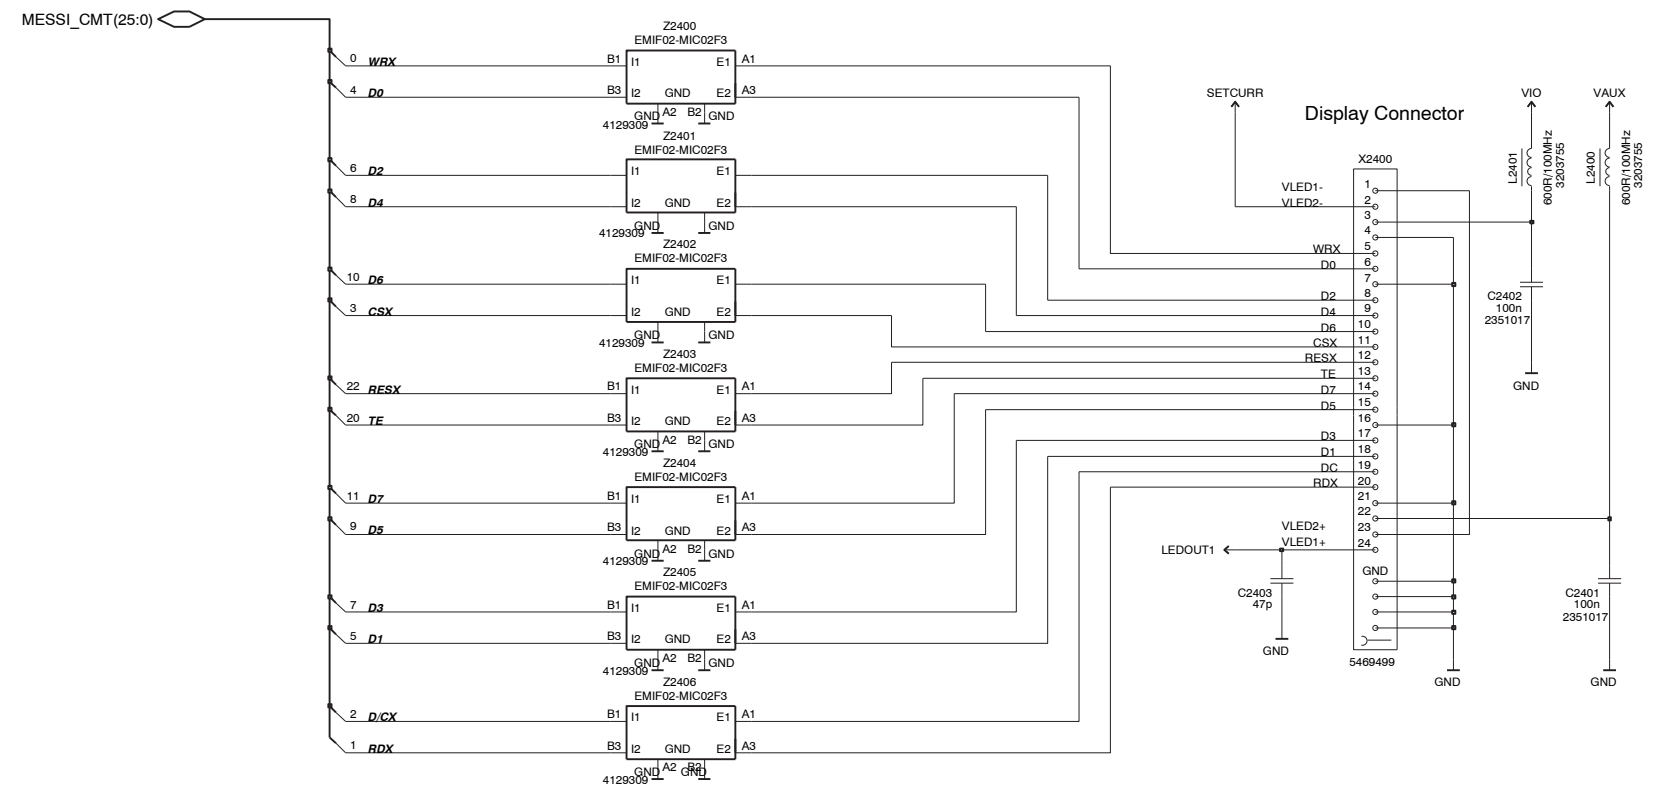 MESSI_CMT(25:0)
Z2400
EMIF02-MIC02F3
0 WRX B1 I1 E1 A1
4 D0 B3 I2 GND E2 A3
GND A2 B2 GND
4129309
Z2401
EMIF02-MIC02F3
6 D2 I1 E1
8 D4 I2 GND E2
GND GND
4129309
Z2402
EMIF02-MIC02F3
10 D6 I1 E1
3 CSX I2 GND E2
GND GND
4129309
Z2403
EMIF02-MIC02F3
22 RESX B1 I1 E1 A1
20 TE B3 I2 GND E2 A3
GND A2 B2 GND
4129309
Z2404
EMIF02-MIC02F3
11 D7 B1 I1 E1 A1
9 D5 B3 I2 GND E2 A3
GND A2 B2 GND
4129309
Z2405
EMIF02-MIC02F3
7 D3 B1 I1 E1 A1
5 D1 B3 I2 GND E2 A3
GND A2 B2 GND
4129309
Z2406
EMIF02-MIC02F3
2 D/CX B1 I1 E1 A1
1 RDX B3 I2 GND E2 A3
GND A2 B2 GND
4129309
SETCURR
Display Connector
X2400
VLED1- 1
VLED2- 2
3
4
WRX 5
D0 6
7
D2 8
D4 9
D6 10
CSX 11
RESX 12
TE 13
D7 14
D5 15
16
D3 17
D1 18
DC 19
RDX 20
21
22
VLED2+ 23
LEDOUT1 VLED1+ 24
GND
5469499
C2403
47p
GND
GND
VIO
L2401
600R/100MHz
3203755
C2402
100n
2351017
GND
VAUX
L2400
600R/100MHz
3203755
C2401
100n
2351017
GND